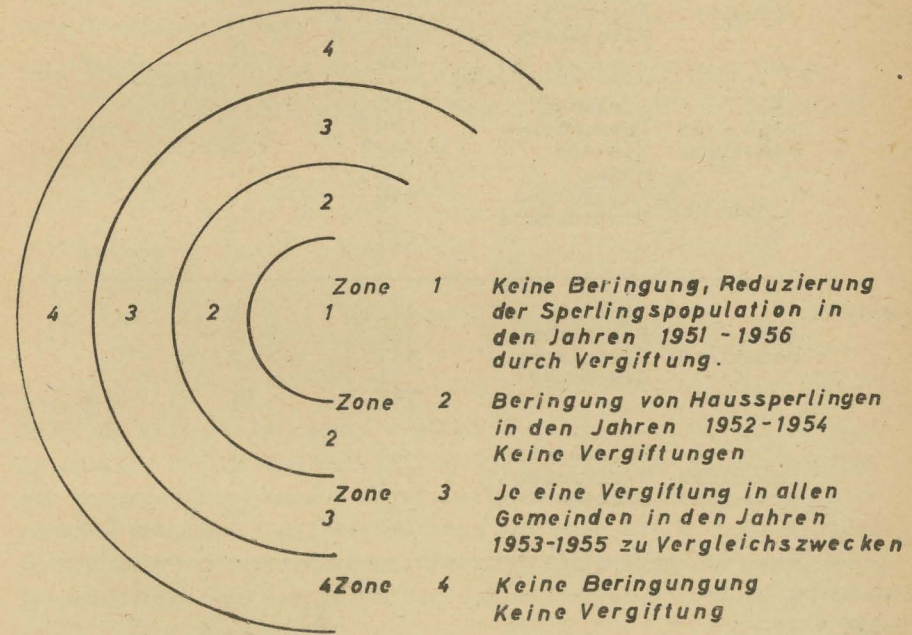 4
3
2
4 3 2 1
Zone 1 Keine Beringung, Reduzierung
der Sperlingspopulation in
den Jahren 1951 - 1956
durch Vergiftung.
Zone 2 Beringung von Haussperlingen
2 in den Jahren 1952-1954
Keine Vergiftungen
Zone 3 Je eine Vergiftung in allen
3 Gemeinden in den Jahren
1953-1955 zu Vergleichszwecken
4 Zone 4 Keine Beringungung
Keine Vergiftung